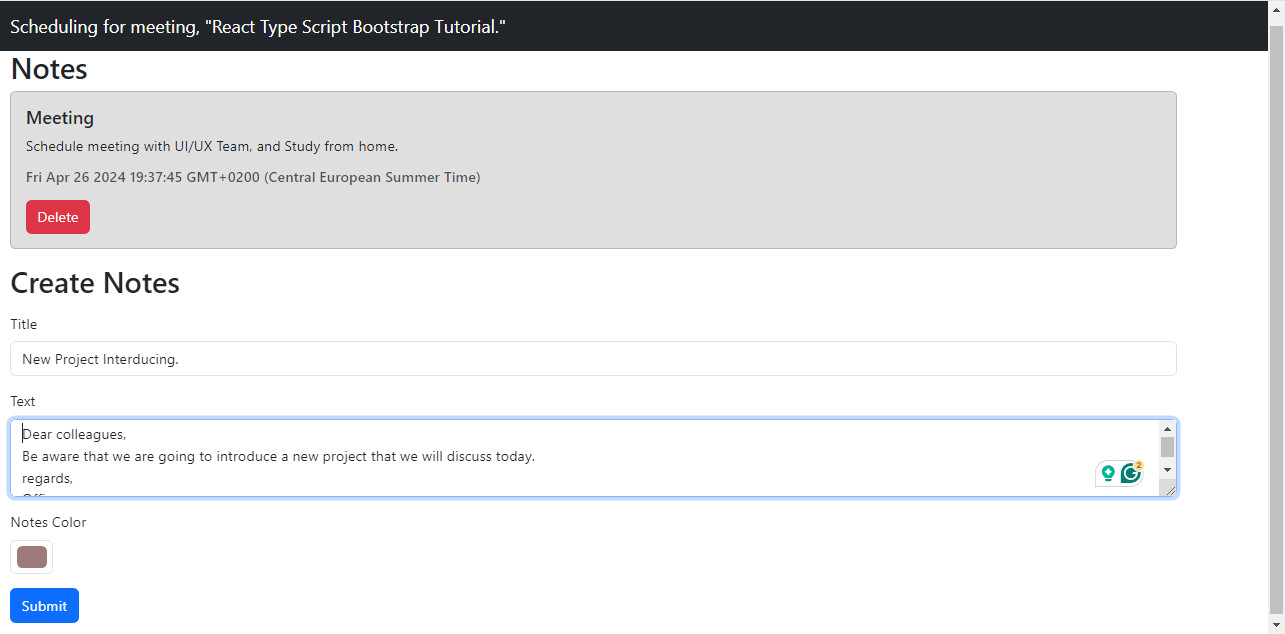 Scheduling for meeting, "React Type Script Bootstrap Tutorial."
Notes
Meeting
Schedule meeting with UI/UX Team, and Study from home.
Fri Apr 26 2024 19:37:45 GMT+0200 (Central European Summer Time)
Delete
Create Notes
Title
New Project Interducing.
Text
Dear colleagues,
Be aware that we are going to introduce a new project that we will discuss today.
regards,
2
Notes Color
Submit